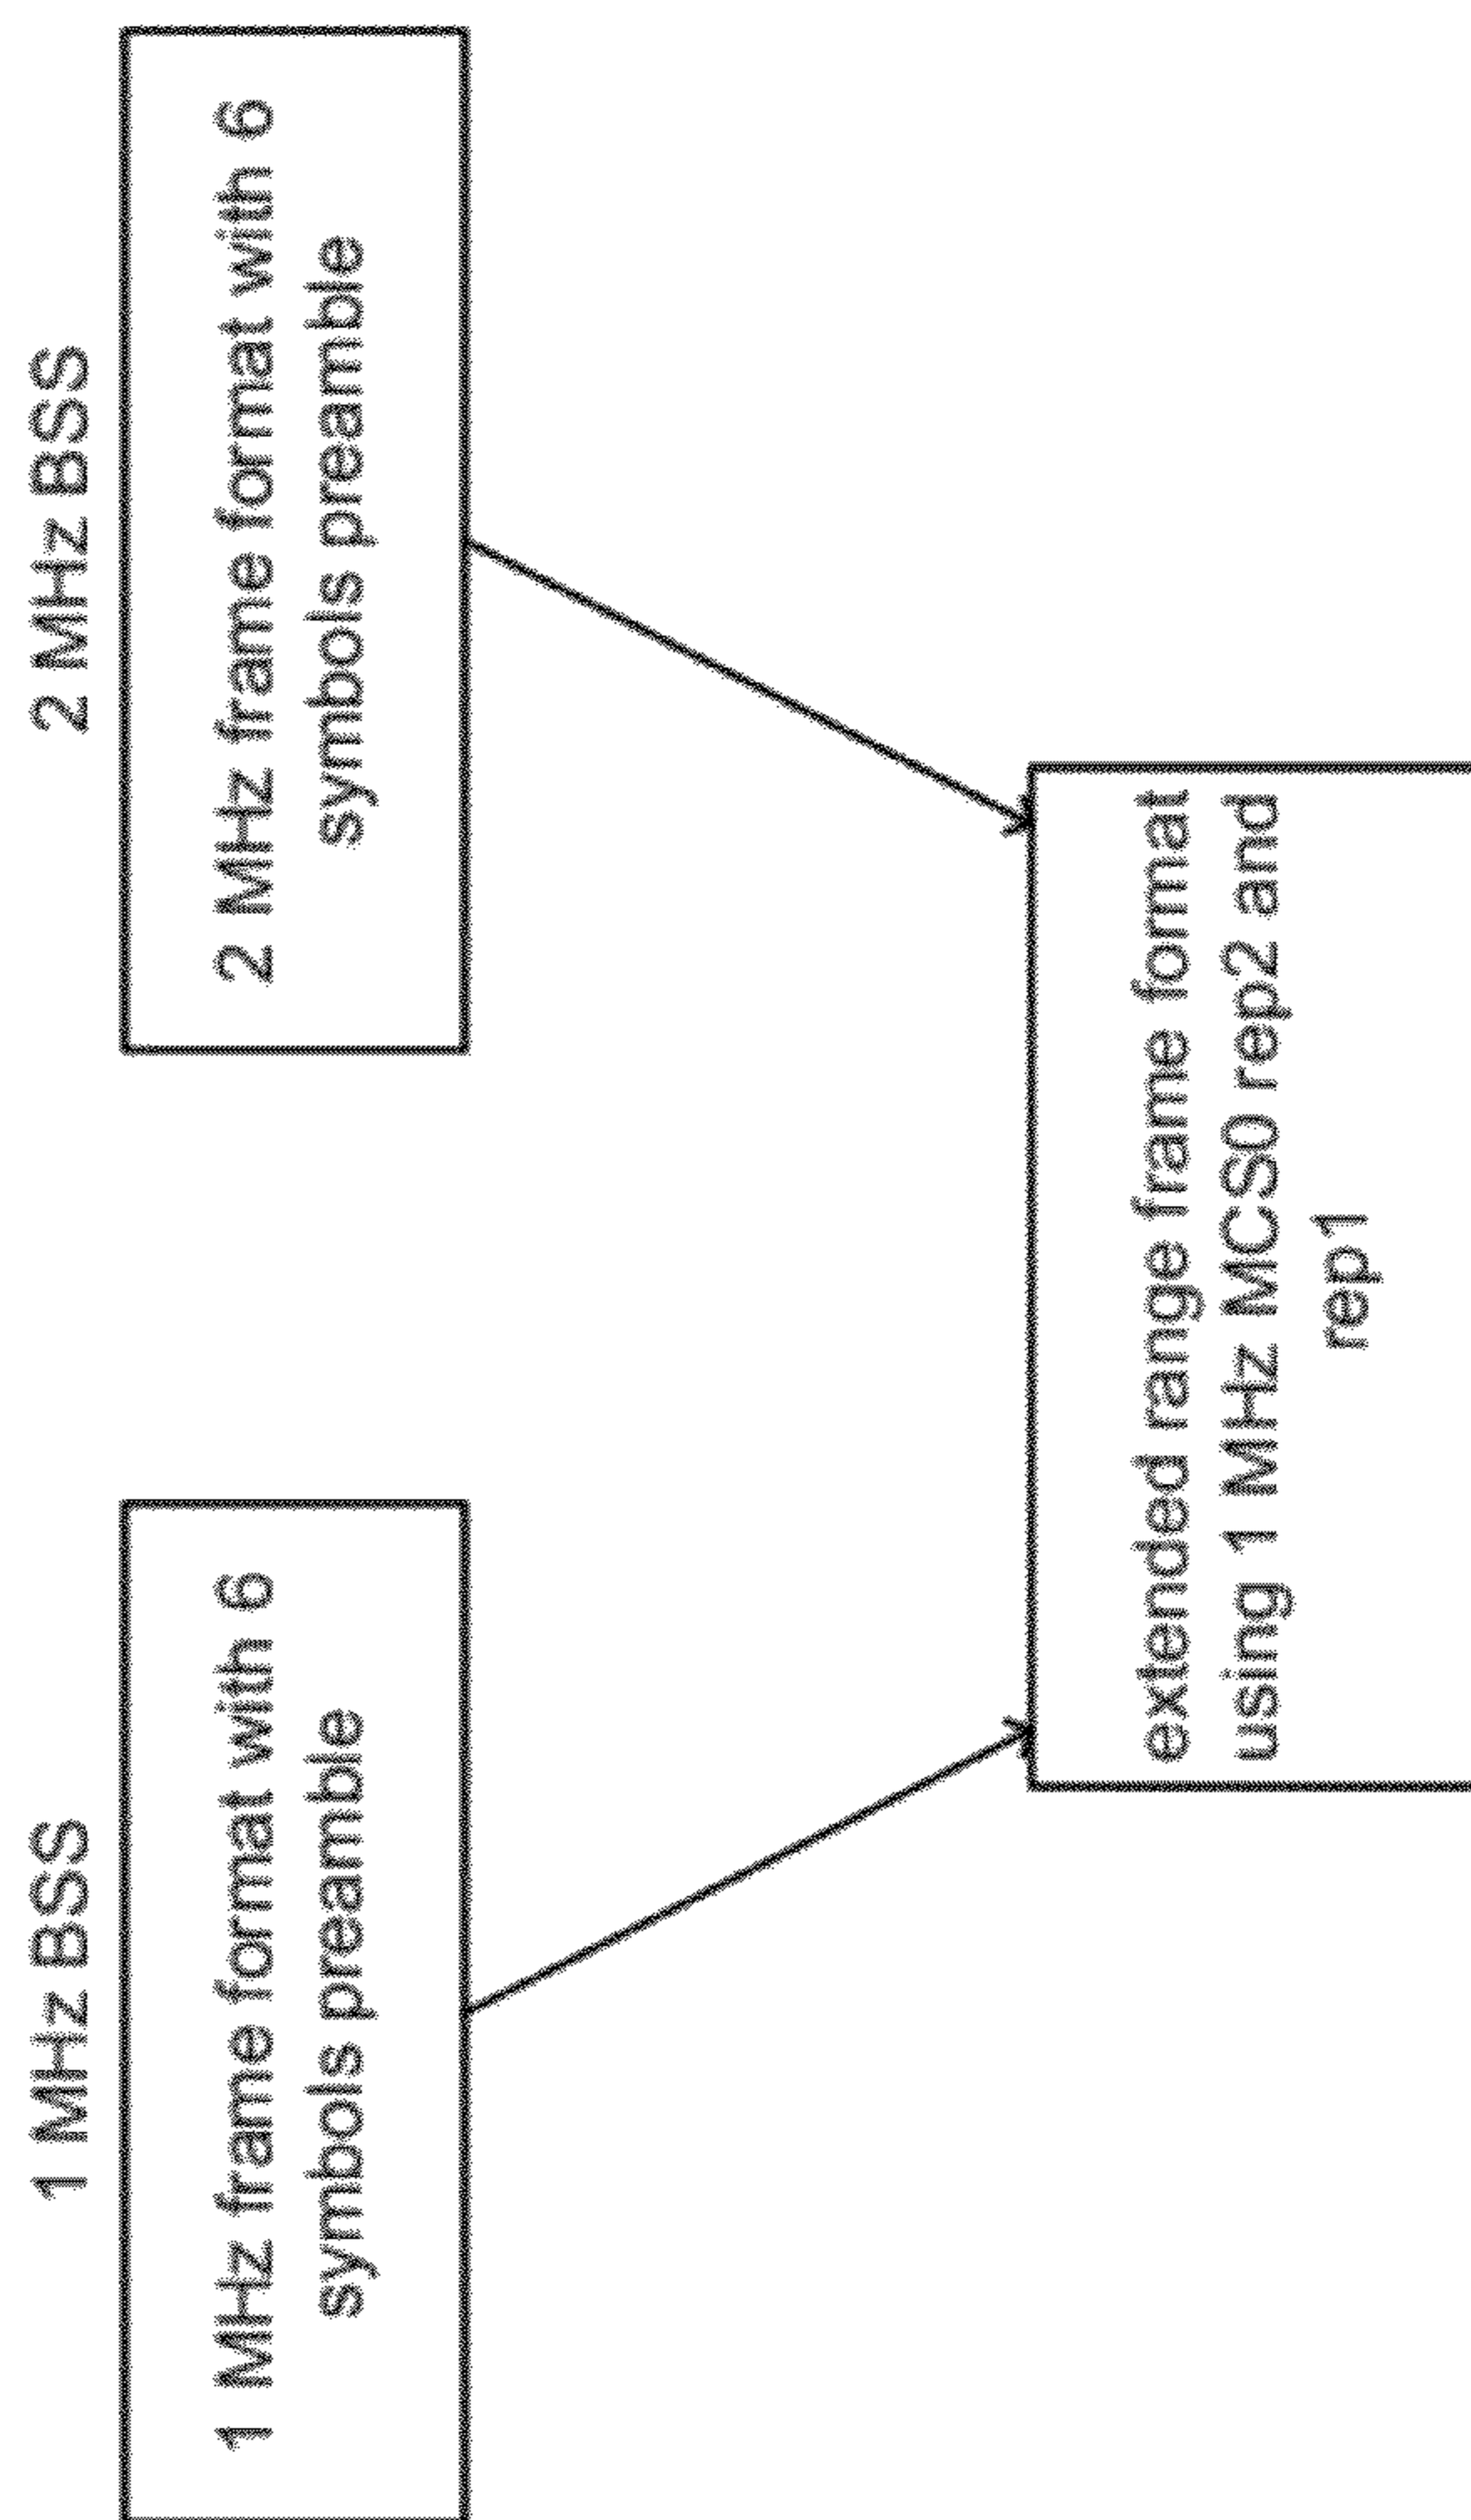 1 MHz BSS
1 MHz frame format with 6
symbols preamble
2 MHz BSS
2 MHz frame format with 6
symbols preamble
extended range frame format
using 1 MHz MCS0 rep2 and
rep1